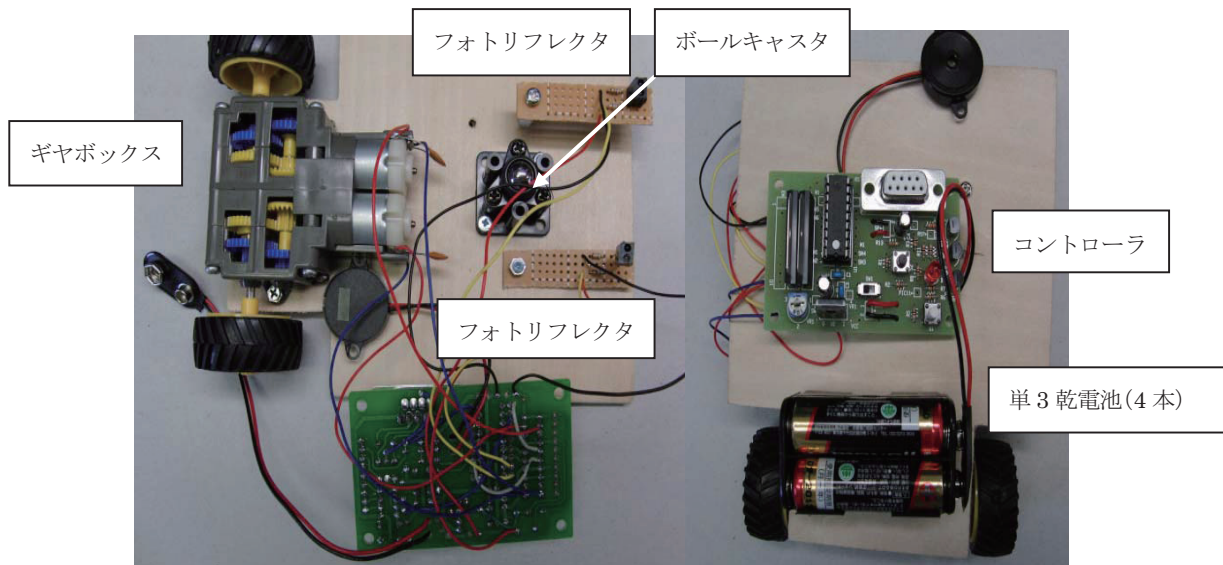 フォトリフレクタ
ボールキャスタ
ギヤボックス
コントローラ
フォトリフレクタ
単3乾電池(4本)